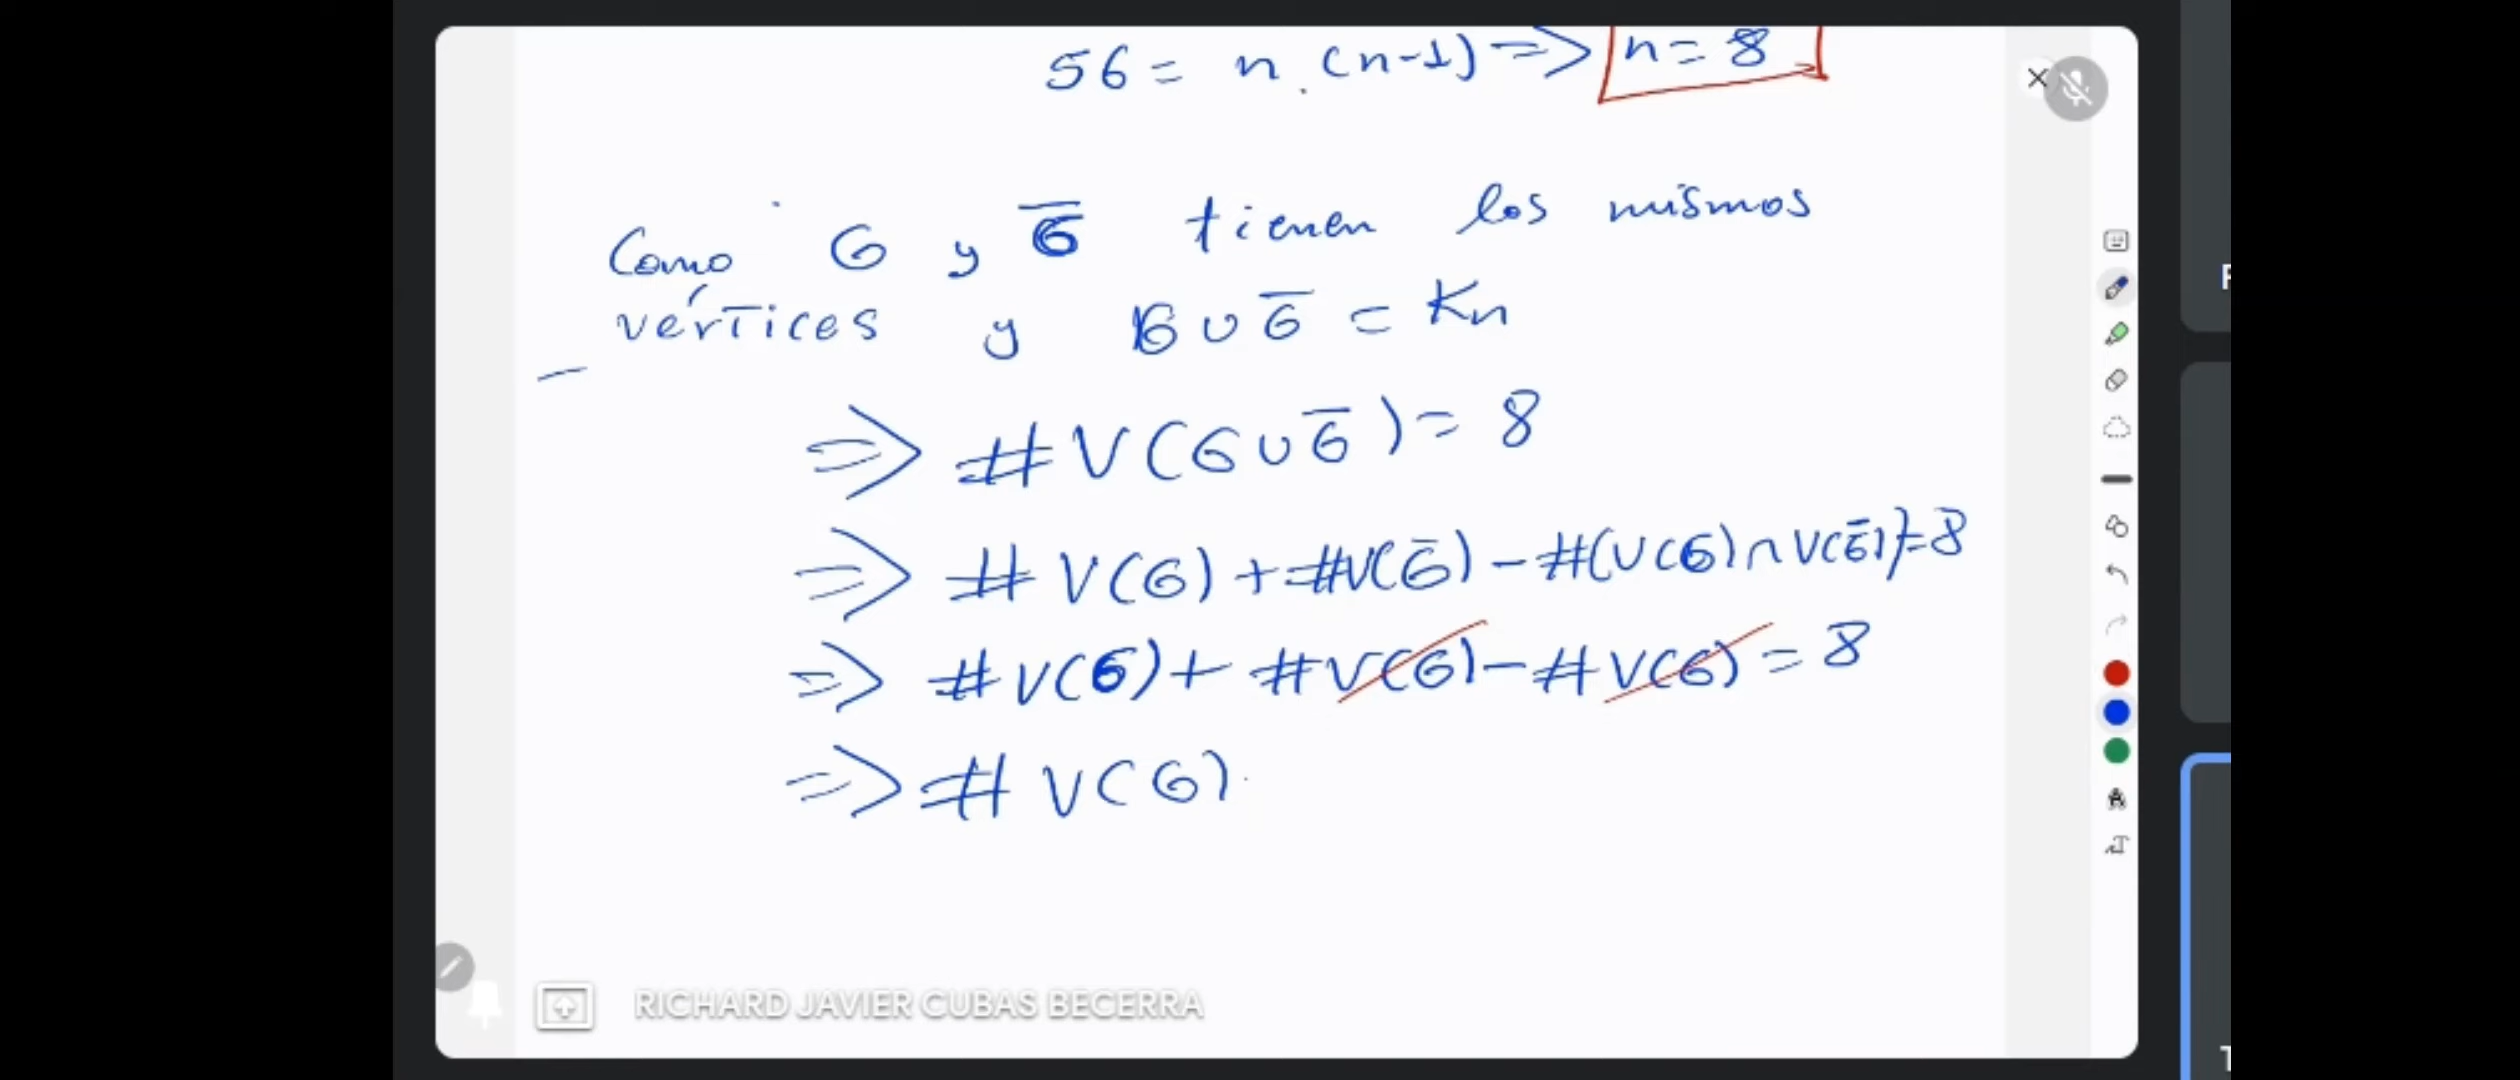 56 = n.(n-1) => n = 8
Como G y G̅ tienen los mismos
vértices y G ∪ G̅ = Kn
=> #V(G ∪ G̅) = 8
=> #V(G) + #V(G̅) - #(V(G) ∩ V(G̅)) = 8
=> #V(G) + #V(G) - #V(G) = 8
=> #V(G)
RICHARD JAVIER CUBAS BECERRA